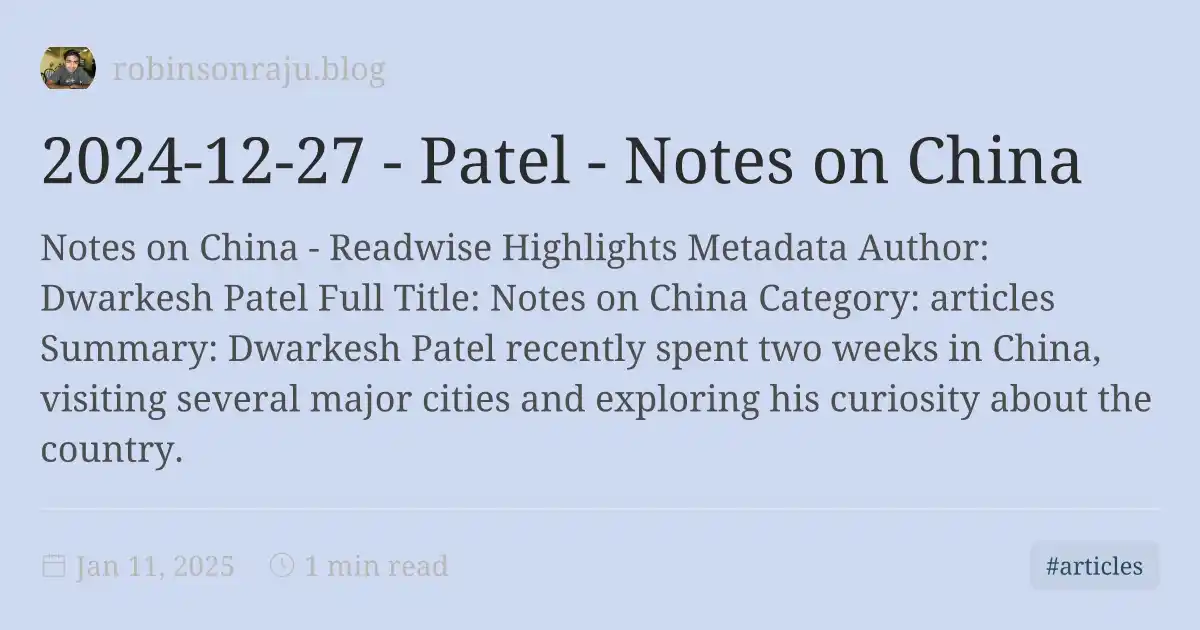 robinsonraju.blog
2024-12-27 - Patel - Notes on China
Notes on China - Readwise Highlights Metadata Author:
Dwarkesh Patel Full Title: Notes on China Category: articles
Summary: Dwarkesh Patel recently spent two weeks in China,
visiting several major cities and exploring his curiosity about the
country.
Jan 11, 2025 1 min read
#articles